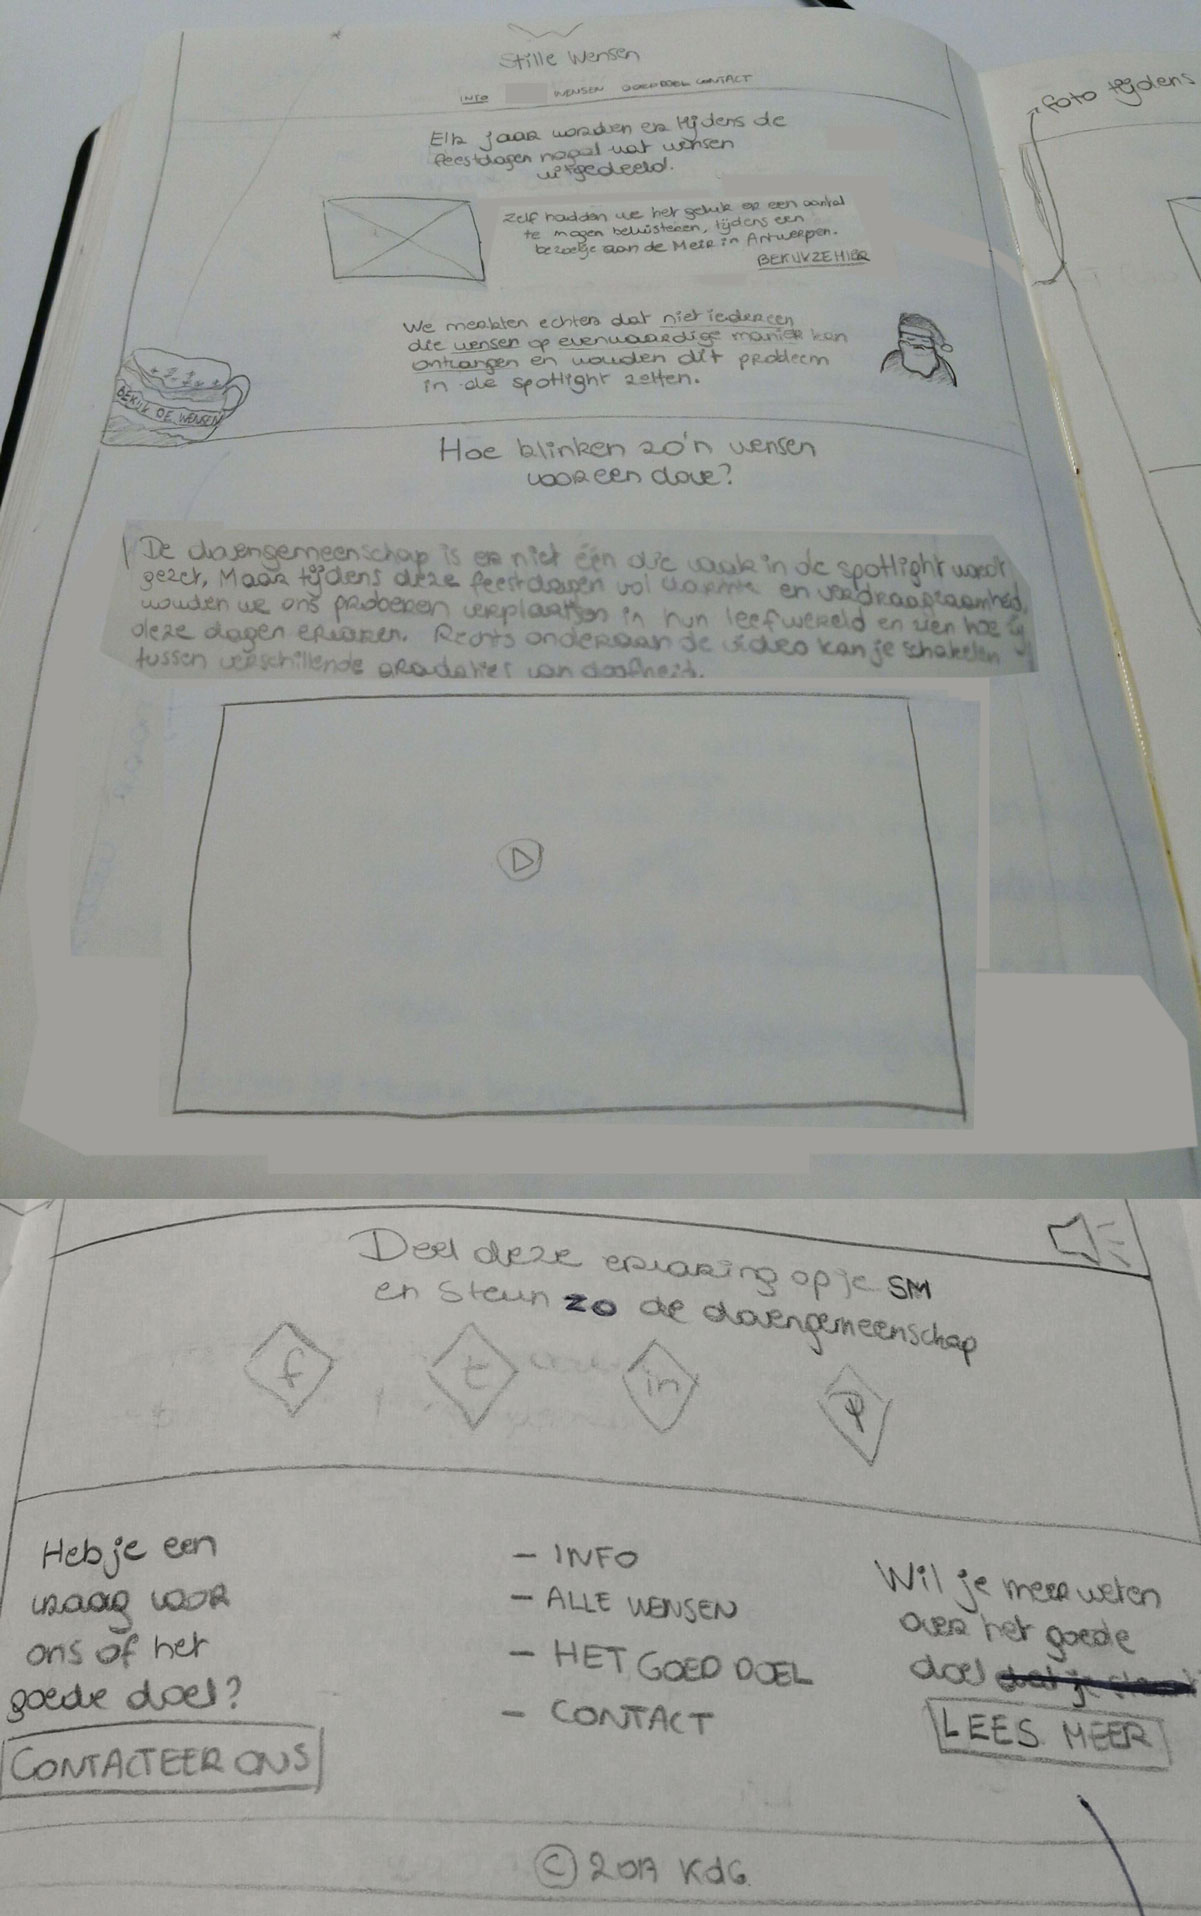 Stille Wensen
INFO WENSEN GOED DOEL CONTACT
foto tijdens
Elk jaar worden er tijdens de
feestdagen nogal wat wensen
uitgedeeld.
Zelf hadden we het geluk er een aantal
te mogen beluisteren, tijdens een
bezoekje aan de Meir in Antwerpen.
BEKIJK ZE HIER
We merkten echter dat niet iedereen
die wensen op evenwaardige manier kan
ontvangen en wouden dit probleem
in de spotlight zetten.
BEKIJK DE WENSEN
Hoe klinken zo'n wensen
voor een dove?
De dovengemeenschap is er niet één die vaak in de spotlight wordt
gezet. Maar tijdens deze feestdagen vol warmte en verdraagzaamheid,
wouden we ons proberen verplaatsen in hun leefwereld en zien hoe zij
deze dagen ervaren. Rechts onderaan de video kan je schakelen
tussen verschillende gradaties van doofheid.
Deel deze ervaring op je SM
en Steun zo de dovengemeenschap
f t in P
Heb je een
vraag voor
ons of het
goede doel?
CONTACTEER ONS
- INFO
- ALLE WENSEN
- HET GOED DOEL
- CONTACT
Wil je meer weten
over het goede
doel
LEES MEER
© 2017 KdG